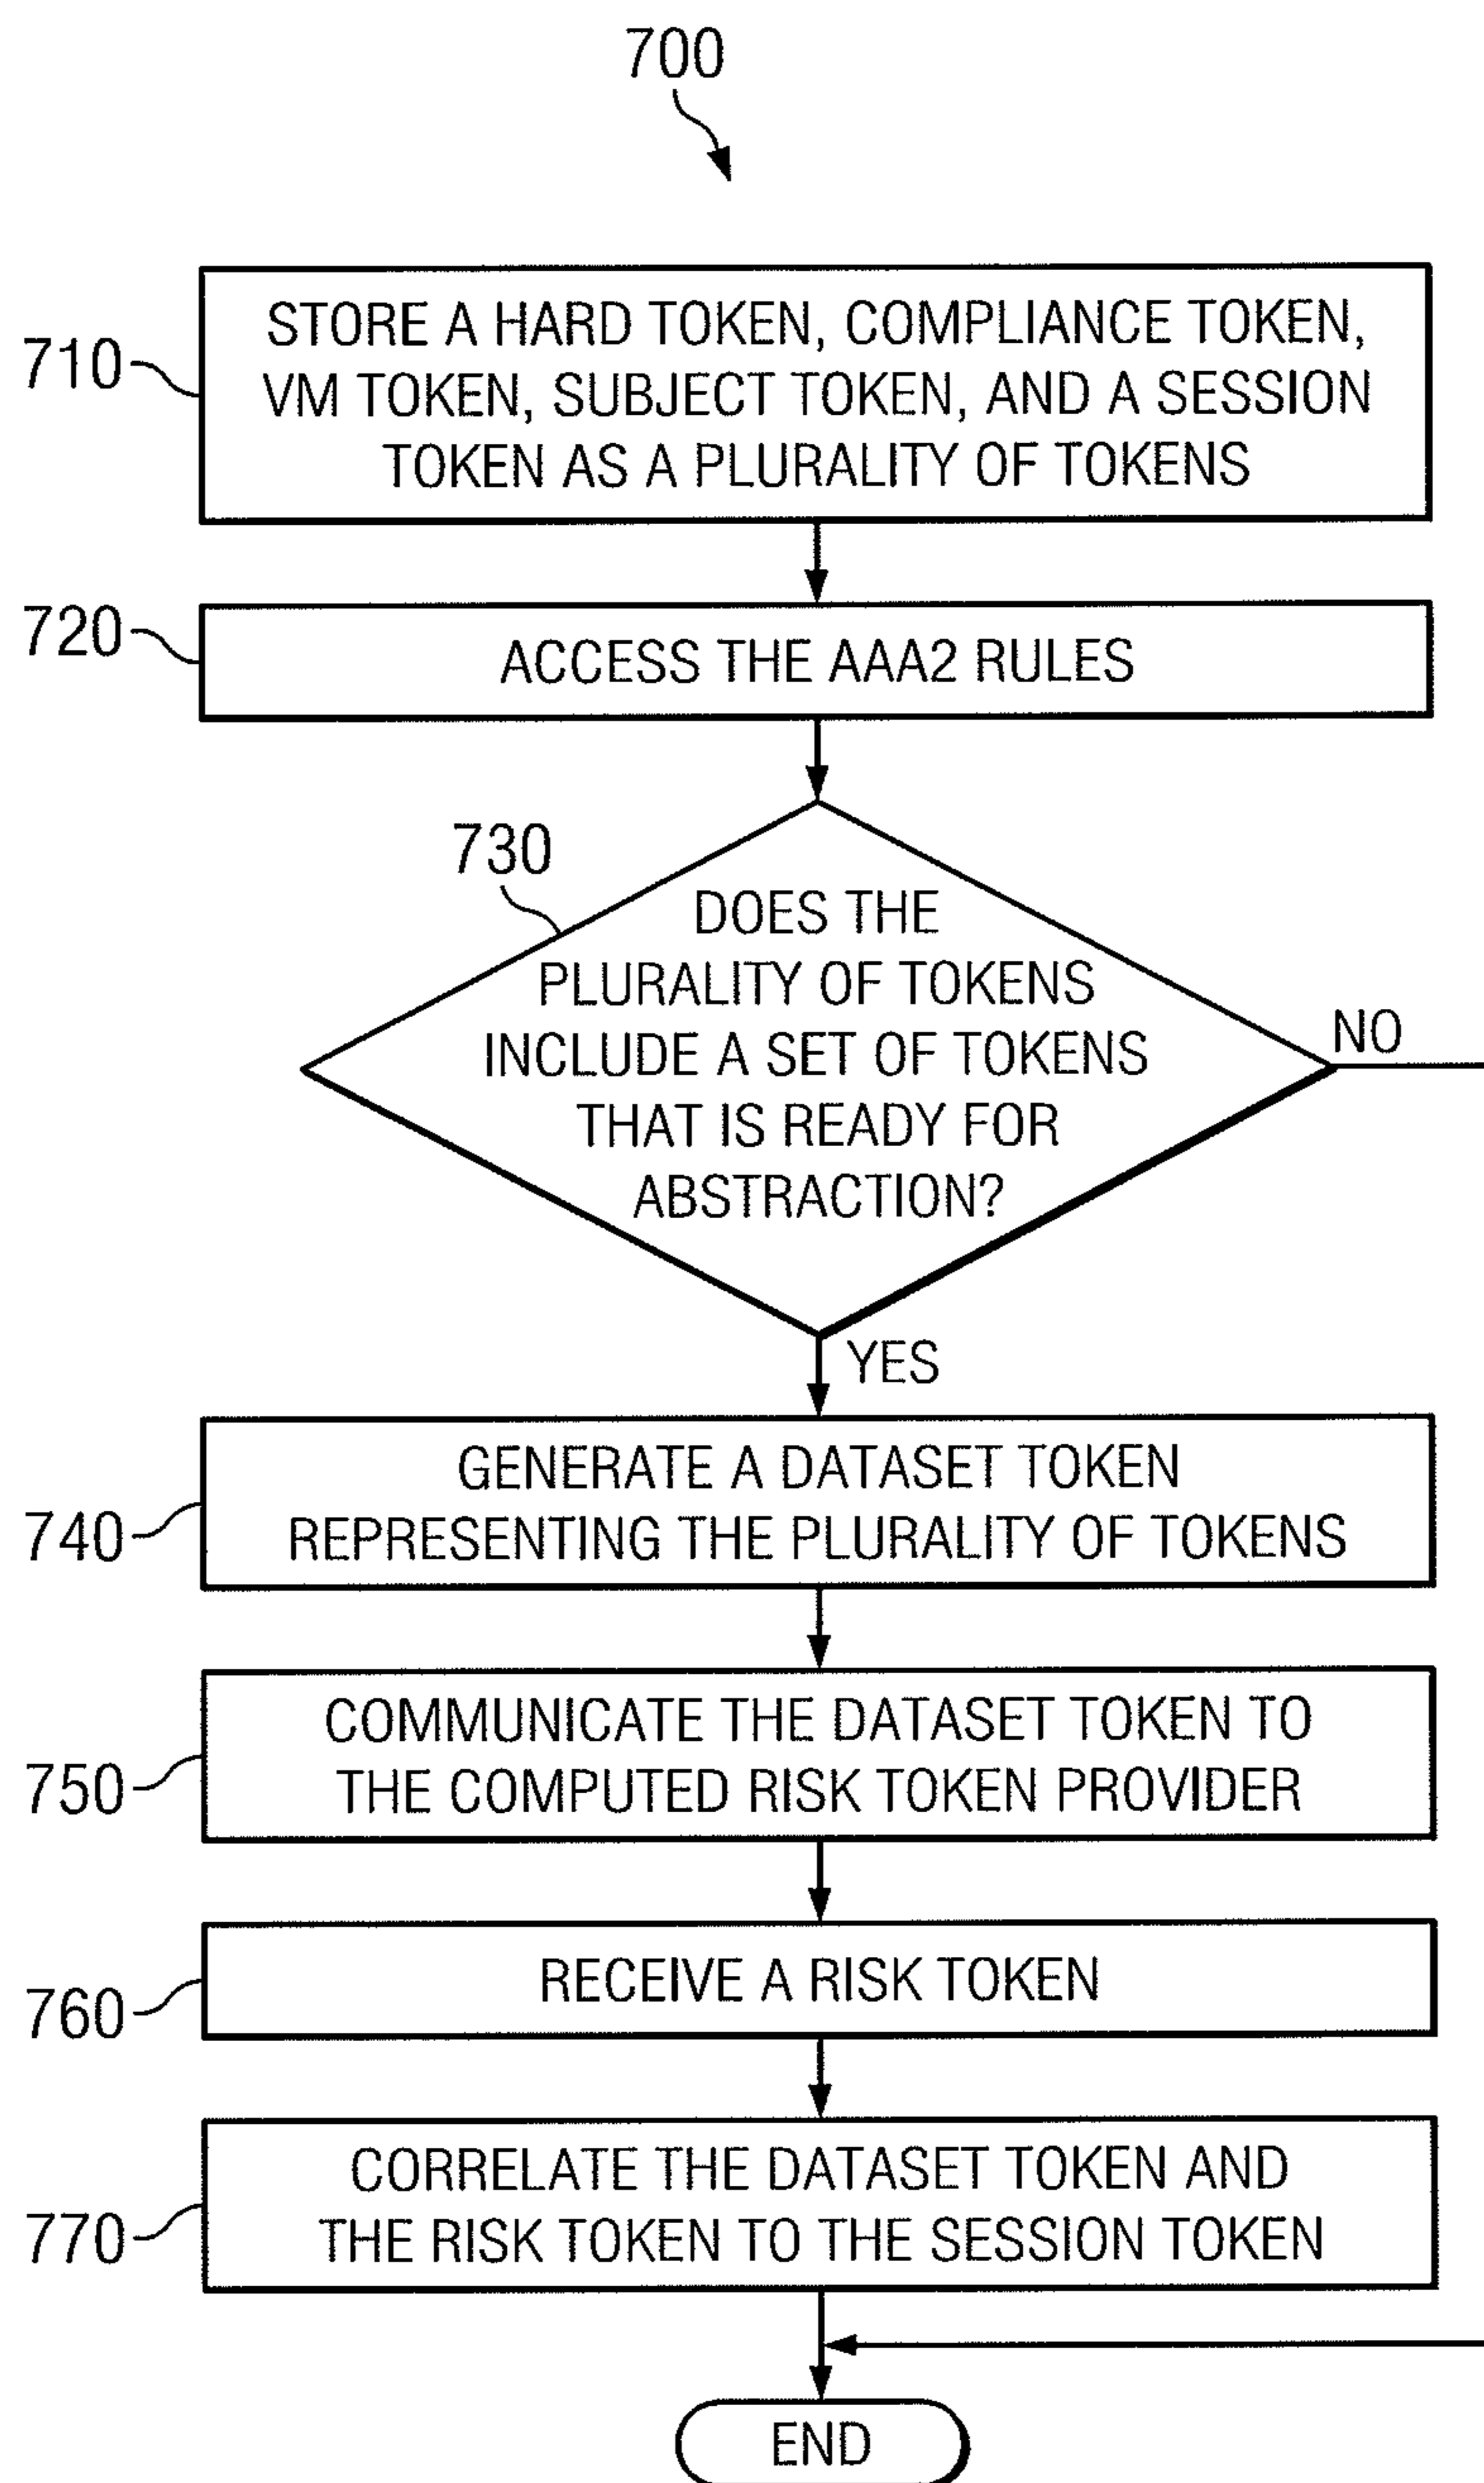 700
710
STORE A HARD TOKEN, COMPLIANCE TOKEN,
VM TOKEN, SUBJECT TOKEN, AND A SESSION
TOKEN AS A PLURALITY OF TOKENS
720
ACCESS THE AAA2 RULES
730
DOES THE
PLURALITY OF TOKENS
INCLUDE A SET OF TOKENS
THAT IS READY FOR
ABSTRACTION?
NO
YES
740
GENERATE A DATASET TOKEN
REPRESENTING THE PLURALITY OF TOKENS
750
COMMUNICATE THE DATASET TOKEN TO
THE COMPUTED RISK TOKEN PROVIDER
760
RECEIVE A RISK TOKEN
770
CORRELATE THE DATASET TOKEN AND
THE RISK TOKEN TO THE SESSION TOKEN
END